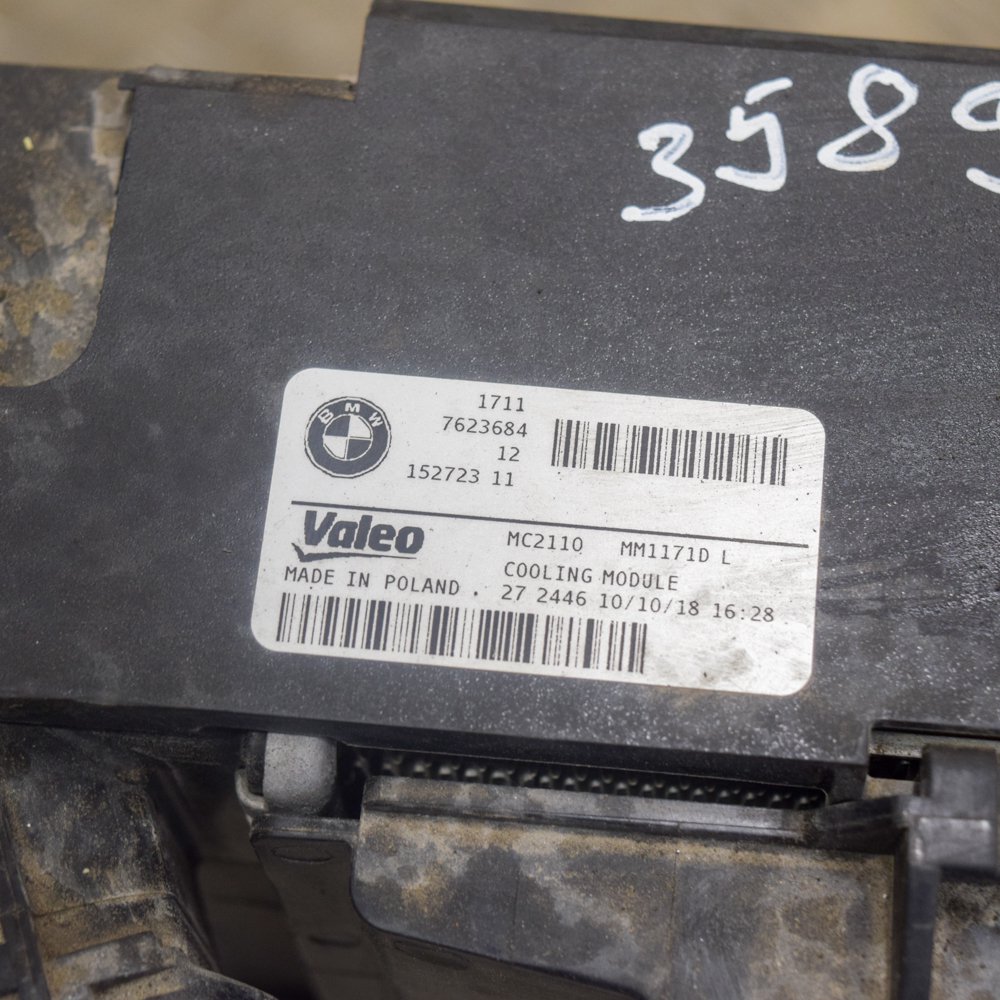 3589
BMW
1711
7623684
12
152723 11
Valeo
MC2110 MM1171D L
COOLING MODULE
MADE IN POLAND . 27 2446 10/10/18 16:28